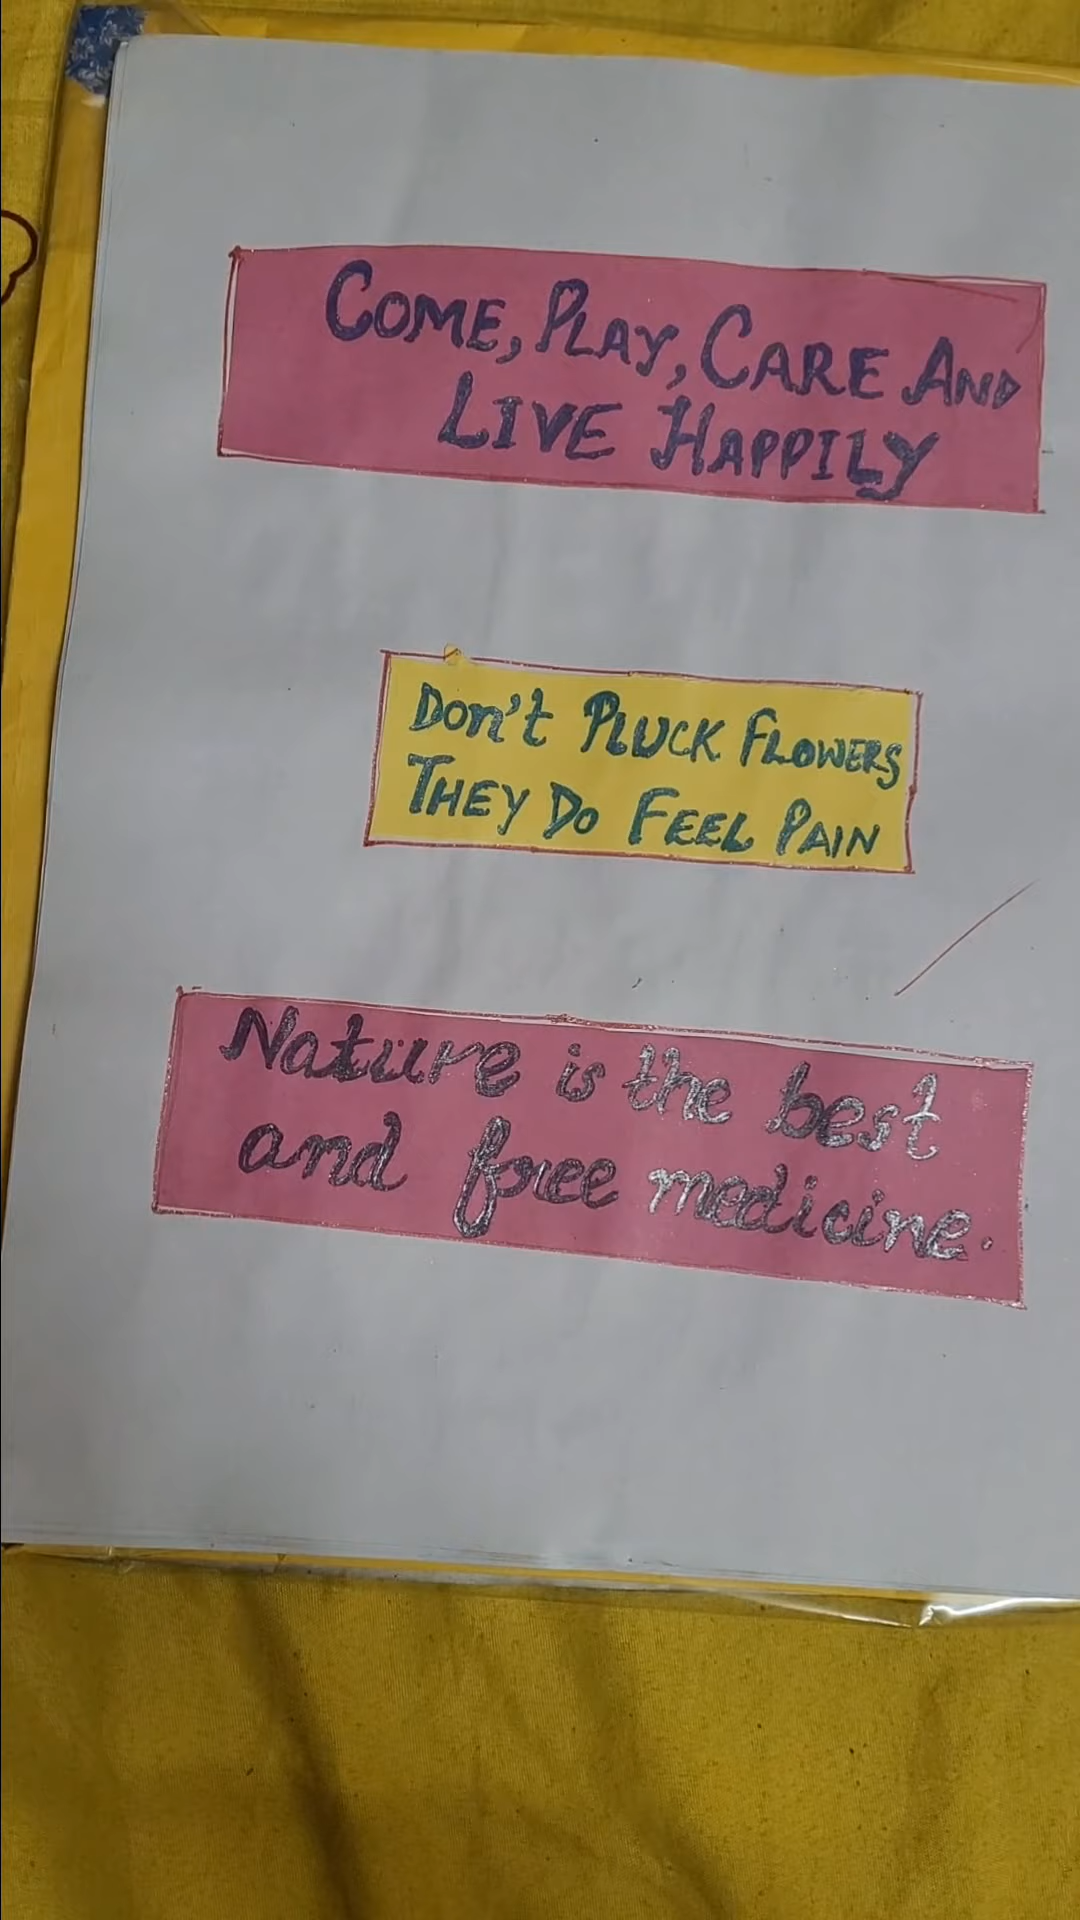 COME, PLAY, CARE AND
LIVE HAPPILY
DON'T PLUCK FLOWERS
THEY DO FEEL PAIN
Nature is the best
and free medicine.